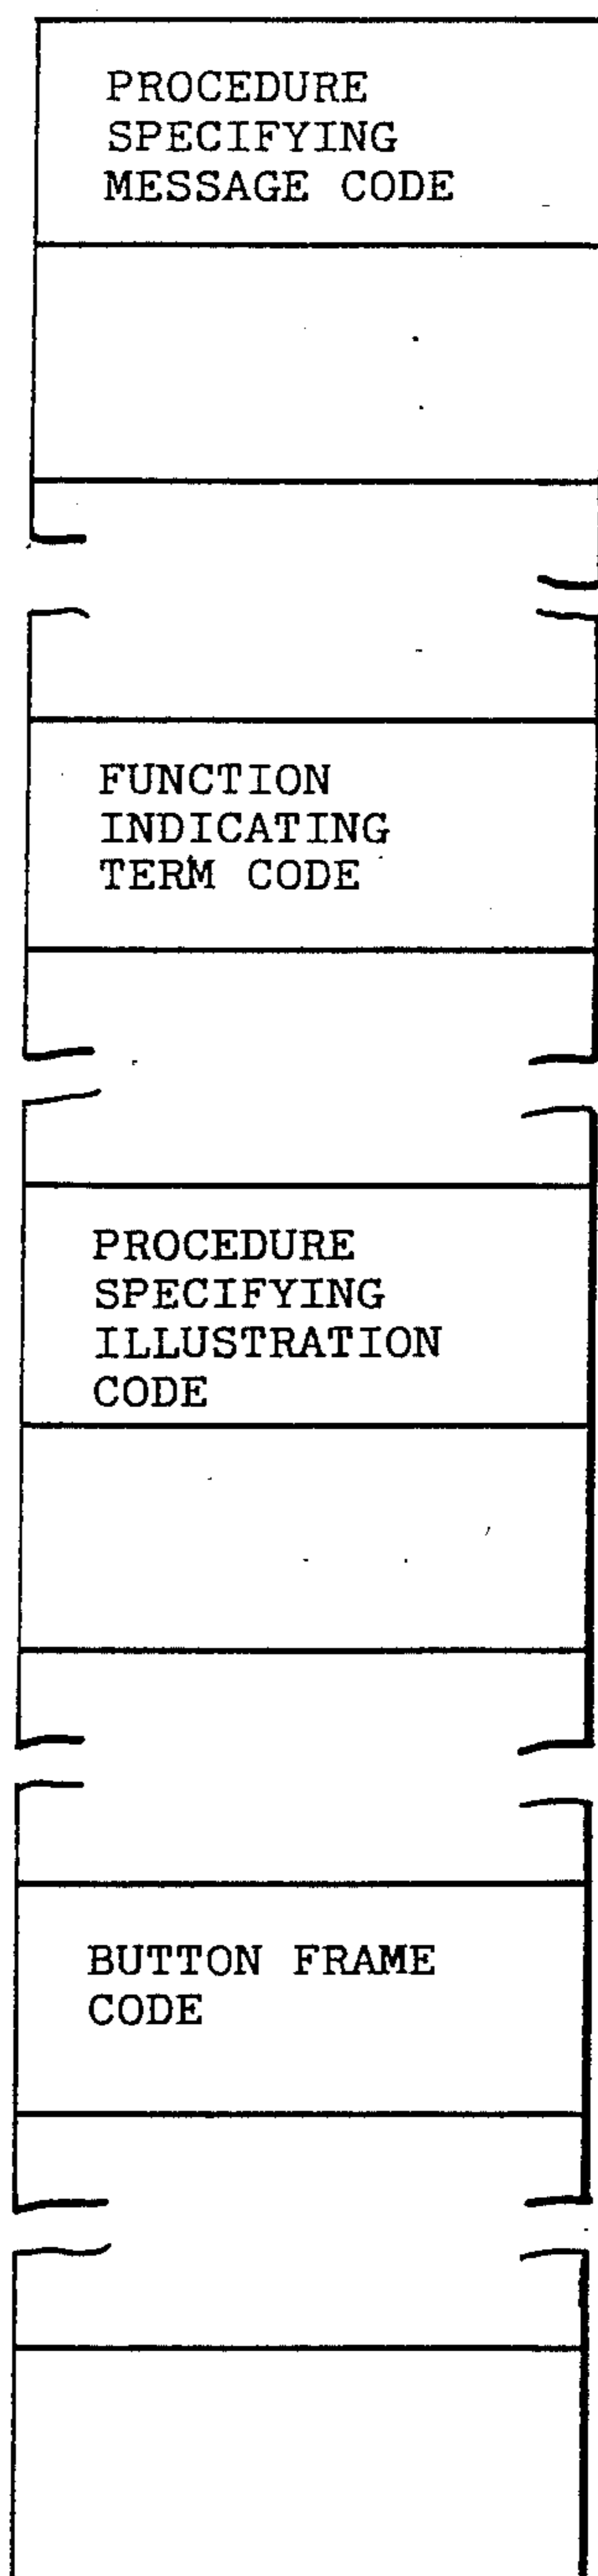 PROCEDURE
SPECIFYING
MESSAGE CODE
FUNCTION
INDICATING
TERM CODE
PROCEDURE
SPECIFYING
ILLUSTRATION
CODE
BUTTON FRAME
CODE